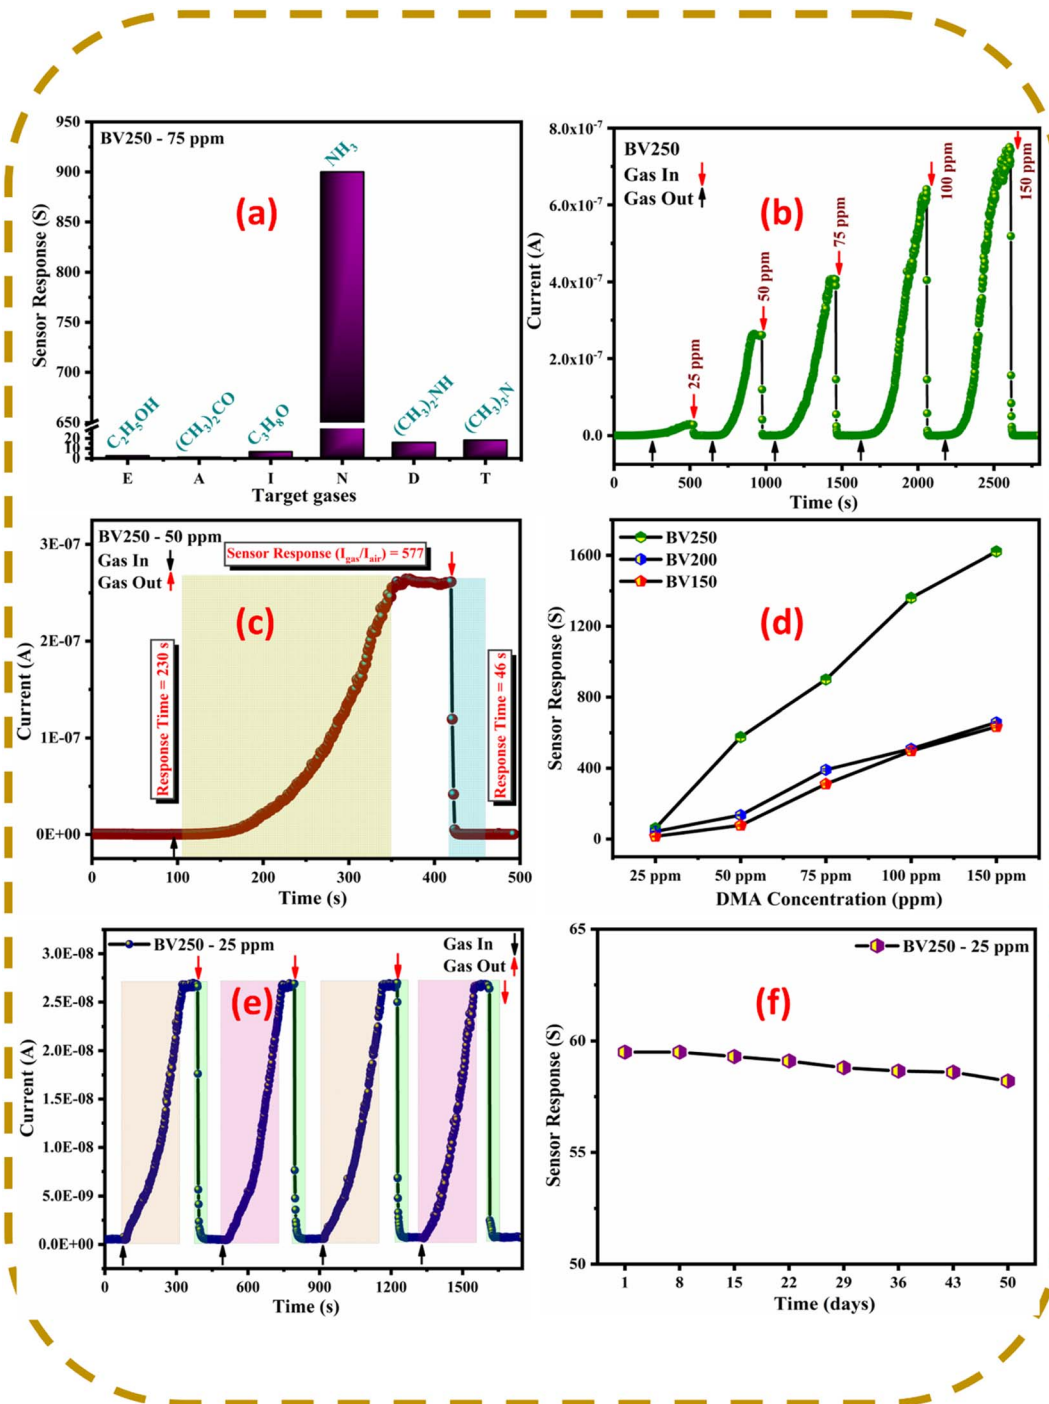 BV250 - 75 ppm
(a)
Sensor Response (S)
950
900
850
800
750
700
650
20
10
0
C₂H₅OH
(CH₃)₂CO
C₃H₈O
NH₃
(CH₃)₂NH
(CH₃)₃N
E A I N D T
Target gases
BV250
Gas In
Gas Out
(b)
Current (A)
8.0x10⁻⁷
6.0x10⁻⁷
4.0x10⁻⁷
2.0x10⁻⁷
0.0
25 ppm
50 ppm
75 ppm
100 ppm
150 ppm
0 500 1000 1500 2000 2500
Time (s)
BV250 - 50 ppm
Gas In
Gas Out
Sensor Response (I_gas/I_air) = 577
(c)
Response Time = 230 s
Response Time = 46 s
Current (A)
3E-07
2E-07
1E-07
0E+00
0 100 200 300 400 500
Time (s)
BV250
BV200
BV150
(d)
Sensor Response (S)
1600
1200
800
400
0
25 ppm 50 ppm 75 ppm 100 ppm 150 ppm
DMA Concentration (ppm)
BV250 - 25 ppm
Gas In
Gas Out
(e)
Current (A)
3.0E-08
2.5E-08
2.0E-08
1.5E-08
1.0E-08
5.0E-09
0.0E+00
0 300 600 900 1200 1500
Time (s)
BV250 - 25 ppm
(f)
Sensor Response (S)
65
60
55
50
1 8 15 22 29 36 43 50
Time (days)